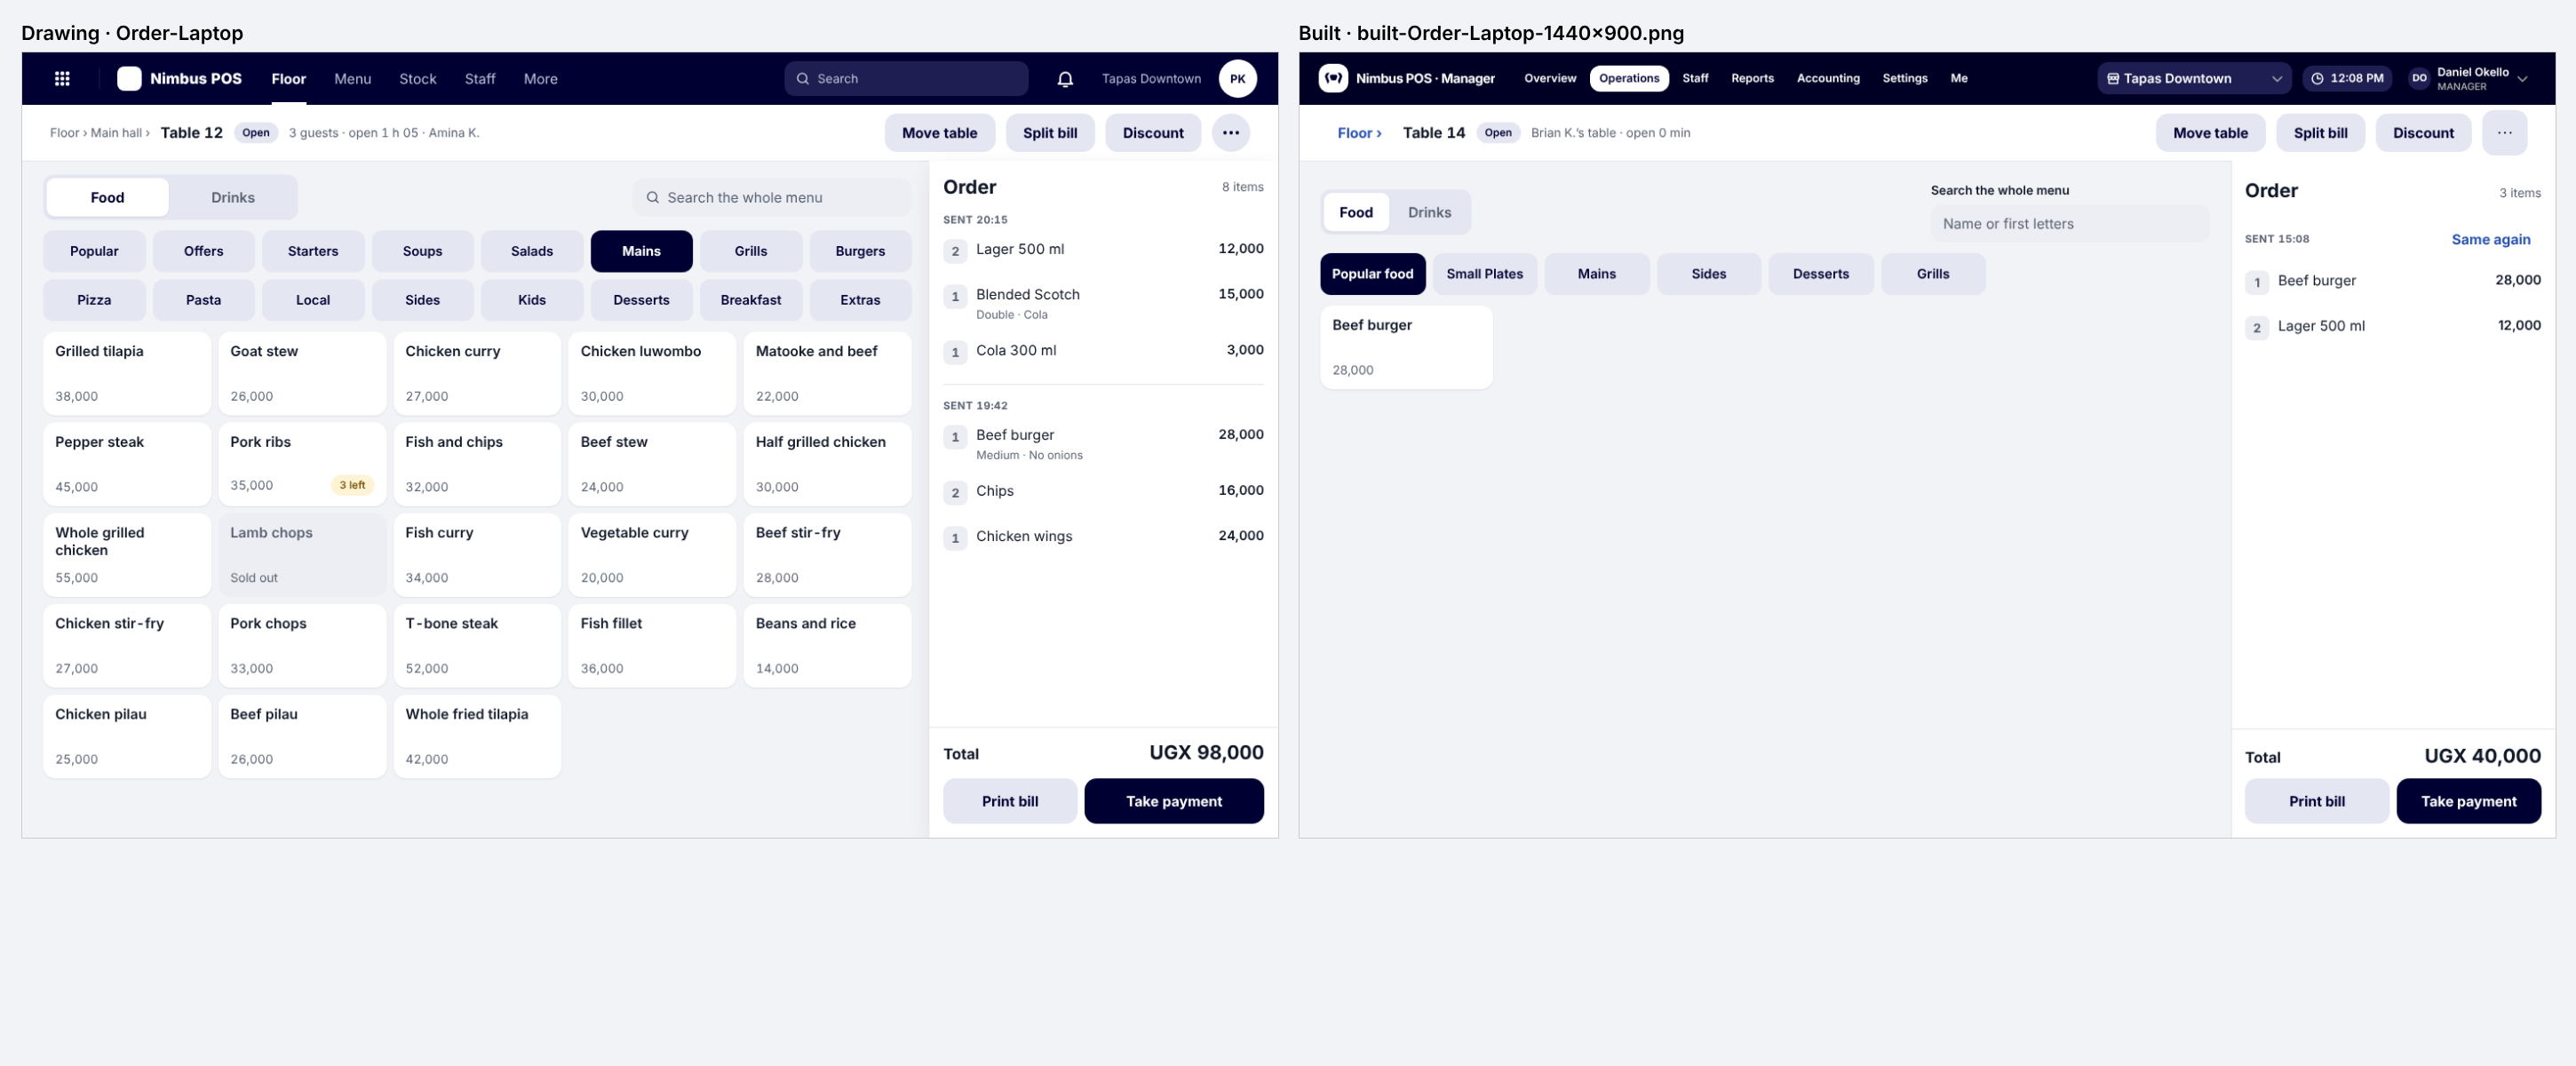 Drawing · Order-Laptop
Nimbus POS Floor Menu Stock Staff More Search Tapas Downtown PK
Floor › Main hall › Table 12 Open 3 guests · open 1 h 05 · Amina K. Move table Split bill Discount ···
Food Drinks Search the whole menu
Popular Offers Starters Soups Salads Mains Grills Burgers
Pizza Pasta Local Sides Kids Desserts Breakfast Extras
Grilled tilapia Goat stew Chicken curry Chicken luwombo Matooke and beef
38,000 26,000 27,000 30,000 22,000
Pepper steak Pork ribs Fish and chips Beef stew Half grilled chicken
45,000 35,000 3 left 32,000 24,000 30,000
Whole grilled chicken Lamb chops Fish curry Vegetable curry Beef stir-fry
55,000 Sold out 34,000 20,000 28,000
Chicken stir-fry Pork chops T-bone steak Fish fillet Beans and rice
27,000 33,000 52,000 36,000 14,000
Chicken pilau Beef pilau Whole fried tilapia
25,000 26,000 42,000
Order 8 items
SENT 20:15
2 Lager 500 ml 12,000
1 Blended Scotch 15,000
Double · Cola
1 Cola 300 ml 3,000
SENT 19:42
1 Beef burger 28,000
Medium · No onions
2 Chips 16,000
1 Chicken wings 24,000
Total UGX 98,000
Print bill Take payment
Built · built-Order-Laptop-1440×900.png
Nimbus POS · Manager Overview Operations Staff Reports Accounting Settings Me Tapas Downtown 12:08 PM DO Daniel Okello
MANAGER
Floor › Table 14 Open Brian K.'s table · open 0 min Move table Split bill Discount ···
Food Drinks
Search the whole menu
Name or first letters
Popular food Small Plates Mains Sides Desserts Grills
Beef burger
28,000
Order 3 items
SENT 15:08 Same again
1 Beef burger 28,000
2 Lager 500 ml 12,000
Total UGX 40,000
Print bill Take payment